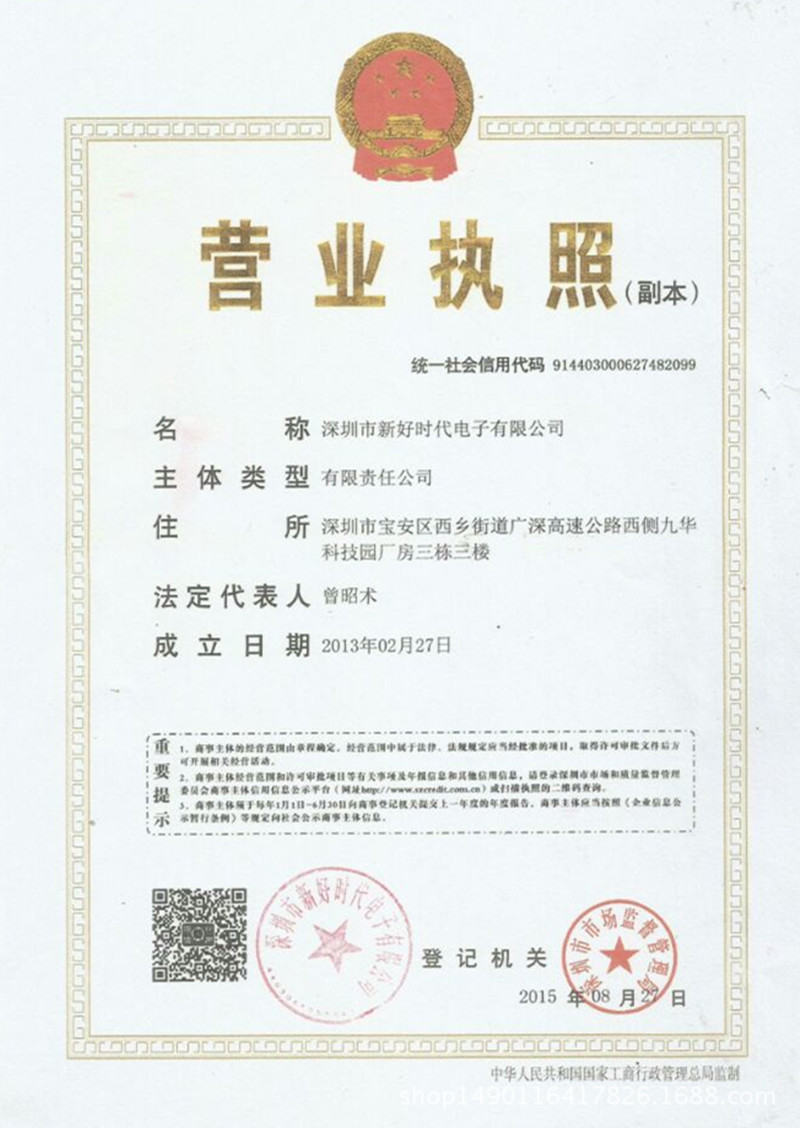 营业执照(副本)
统一社会信用代码 914403000627482099
名称 深圳市新好时代电子有限公司
主体类型 有限责任公司
住所 深圳市宝安区西乡街道广深高速公路西侧九华
科技园厂房三栋三楼
法定代表人 曾昭术
成立日期 2013年02月27日
重要提示
1、商事主体的经营范围由章程确定。经营范围中属于法律、法规规定应当经批准的项目，取得许可审批文件后方
可开展相关经营活动。
2、商事主体经营范围和许可审批项目等有关事项及年报信息和其他信用信息，请登录深圳市市场和质量监督管理
委员会商事主体信用信息公示平台（网址http://www.szcredit.com.cn）或扫描执照的二维码查询。
3、商事主体须于每年1月1日-6月30日向商事登记机关提交上一年度的年度报告。商事主体应当按照《企业信息公
示暂行条例》等规定向社会公示商事主体信息。
深圳市新好时代电子有限公司
登记机关
深圳市市场监督管理局
2015 年 08 月 27 日
中华人民共和国国家工商行政管理总局监制
shop1490116417826.1688.com